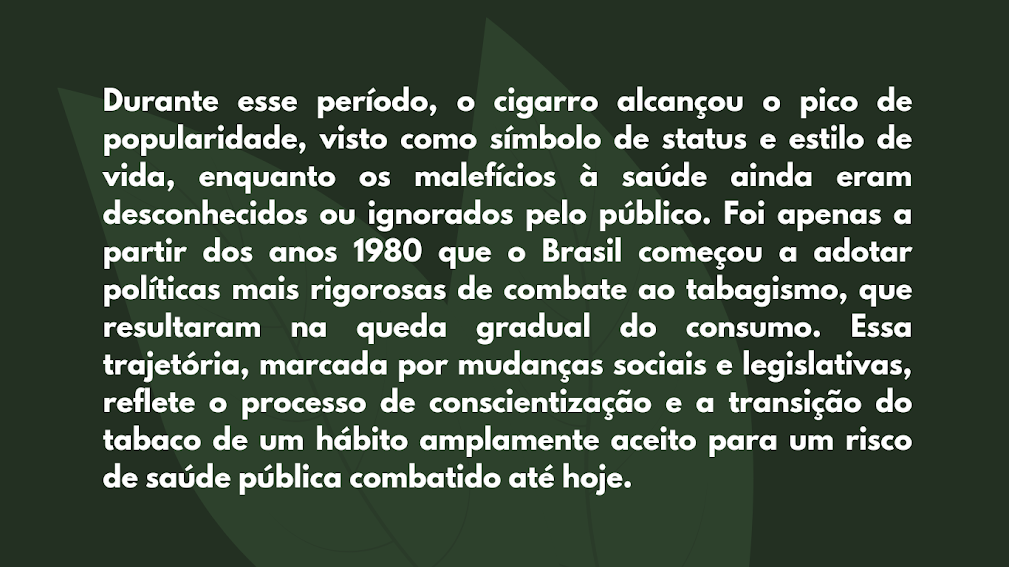 Durante esse período, o cigarro alcançou o pico de
popularidade, visto como símbolo de status e estilo de
vida, enquanto os malefícios à saúde ainda eram
desconhecidos ou ignorados pelo público. Foi apenas a
partir dos anos 1980 que o Brasil começou a adotar
políticas mais rigorosas de combate ao tabagismo, que
resultaram na queda gradual do consumo. Essa
trajetória, marcada por mudanças sociais e legislativas,
reflete o processo de conscientização e a transição do
tabaco de um hábito amplamente aceito para um risco
de saúde pública combatido até hoje.